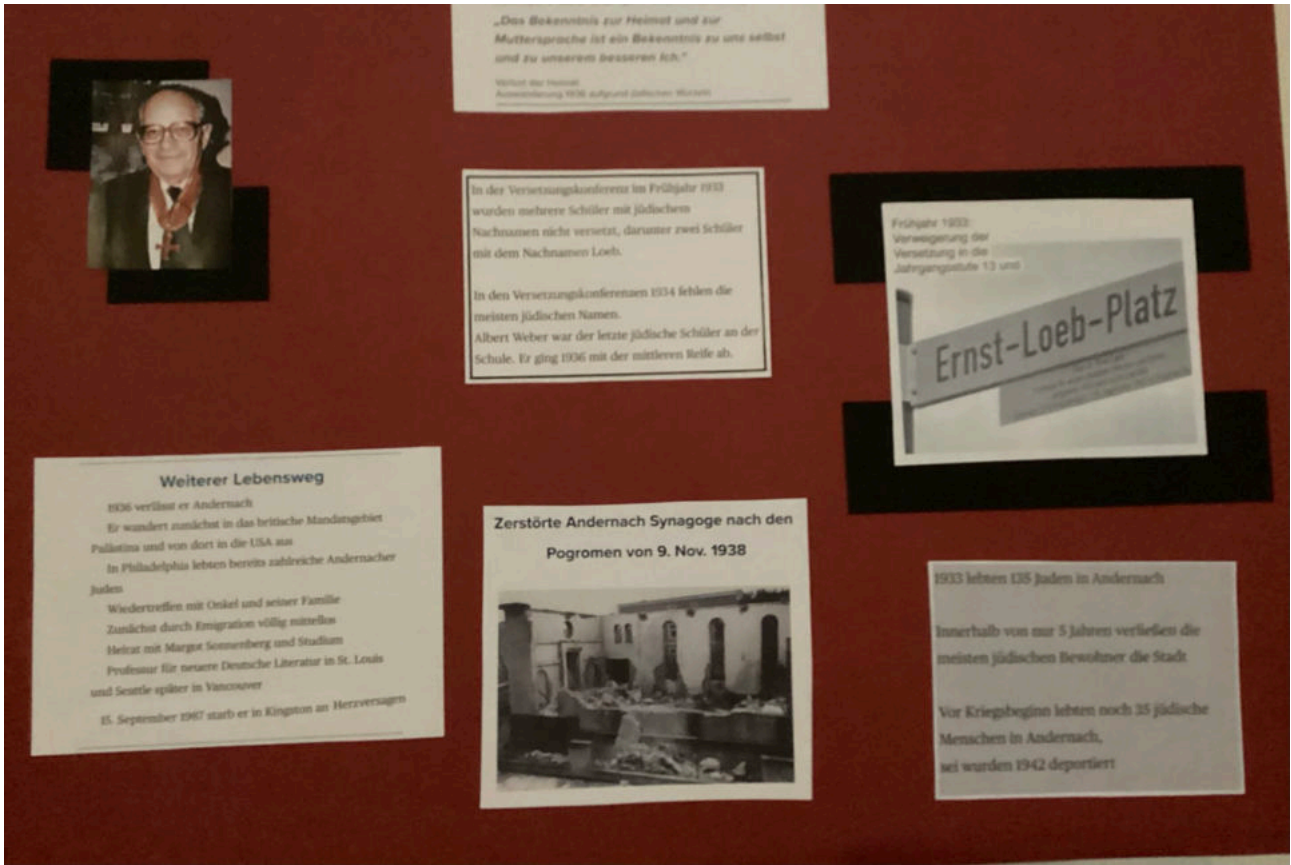 „Das Bekenntnis zur Heimat und zur
Muttersprache ist ein Bekenntnis zu uns selbst
und zu unserem besseren Ich.“
Verlust der Heimat
Auswanderung 1936 aufgrund jüdischen Wurzeln
In der Versetzungskonferenz im Frühjahr 1933
wurden mehrere Schüler mit jüdischem
Nachnamen nicht versetzt, darunter zwei Schüler
mit dem Nachnamen Loeb.
In den Versetzungskonferenzen 1934 fehlen die
meisten jüdischen Namen.
Albert Weber war der letzte jüdische Schüler an der
Schule. Er ging 1936 mit der mittleren Reife ab.
Frühjahr 1933:
Verweigerung der
Versetzung in die
Jahrgangsstufe 13 und
Ernst-Loeb-Platz
Weiterer Lebensweg
1936 verlässt er Andernach
Er wandert zunächst in das britische Mandatsgebiet
Palästina und von dort in die USA aus
In Philadelphia lebten bereits zahlreiche Andernacher
Juden
Wiedertreffen mit Onkel und seiner Familie
Zunächst durch Emigration völlig mittellos
Heirat mit Margot Sonnenberg und Studium
Professur für neuere Deutsche Literatur in St. Louis
und Seattle später in Vancouver
15. September 1987 starb er in Kingston an Herzversagen
Zerstörte Andernach Synagoge nach den
Pogromen von 9. Nov. 1938
1933 lebten 135 Juden in Andernach
Innerhalb von nur 5 Jahren verließen die
meisten jüdischen Bewohner die Stadt
Vor Kriegsbeginn lebten noch 35 jüdische
Menschen in Andernach,
sei wurden 1942 deportiert